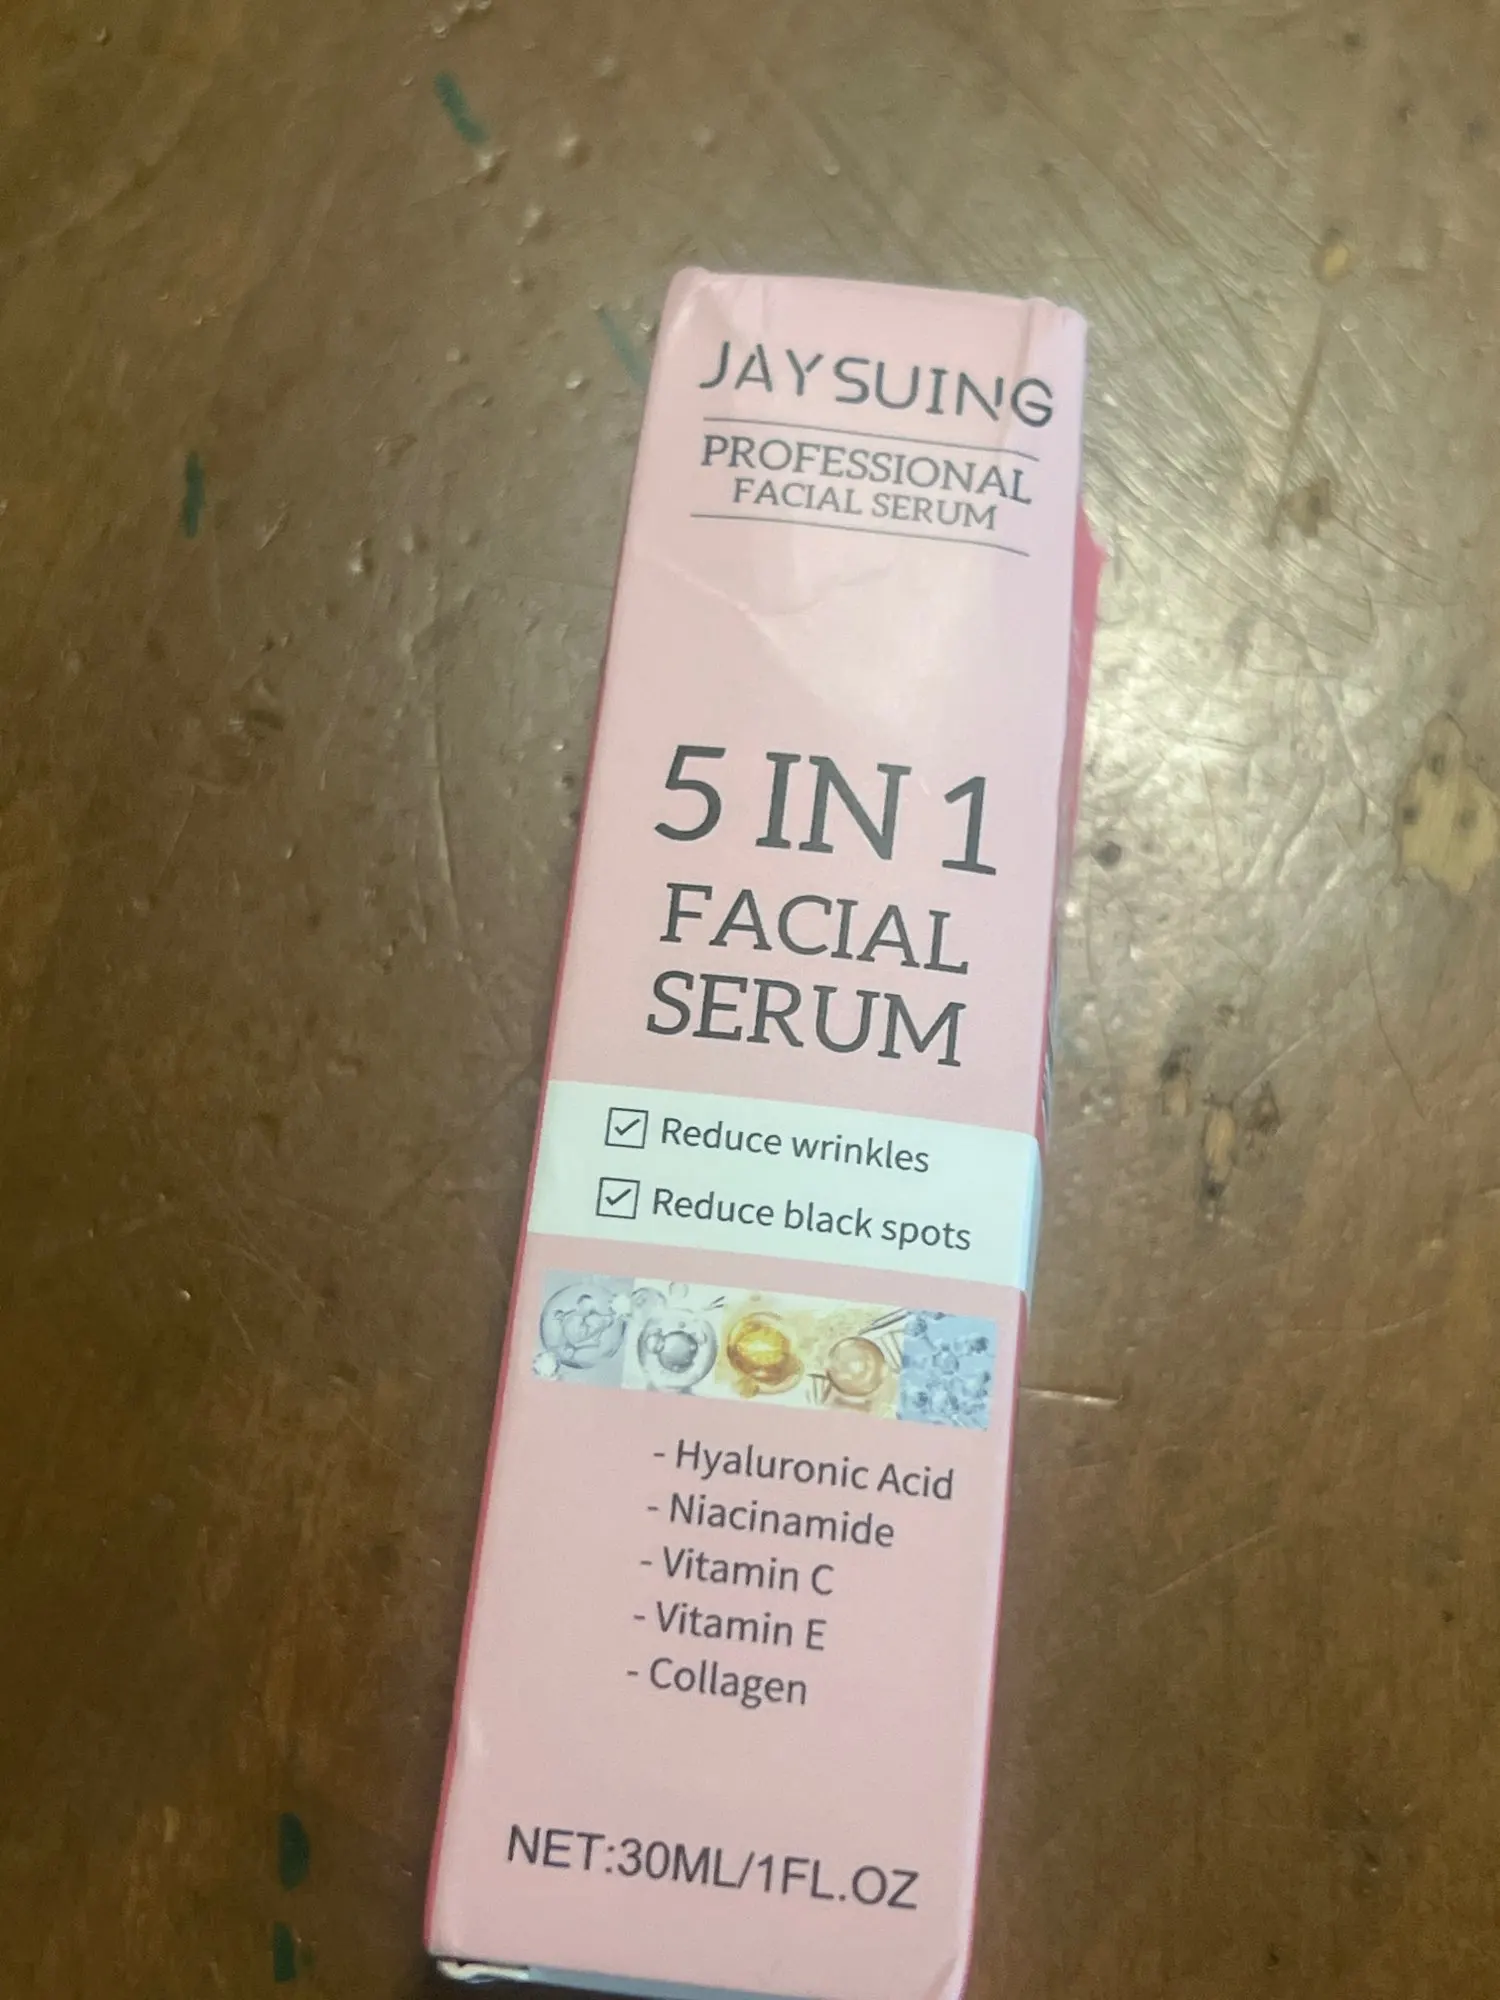 JAYSUING
PROFESSIONAL
FACIAL SERUM
5 IN 1
FACIAL
SERUM
Reduce wrinkles
Reduce black spots
- Hyaluronic Acid
- Niacinamide
- Vitamin C
- Vitamin E
- Collagen
NET:30ML/1FL.OZ